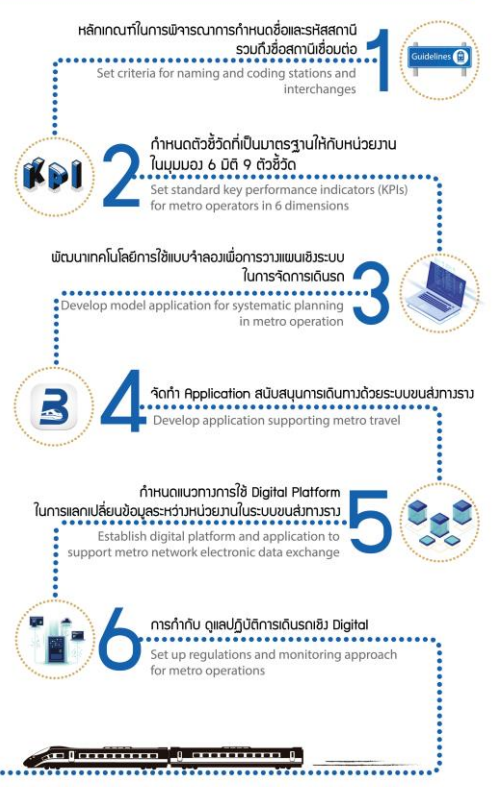 หลักเกณฑ์ในการพิจารณาการกำหนดชื่อและรหัสสถานี
รวมถึงชื่อสถานีเชื่อมต่อ
Set criteria for naming and coding stations and
interchanges
1
Guidelines
KPI
2
กำหนดตัวชี้วัดที่เป็นมาตรฐานให้กับหน่วยงาน
ในมุมมอง 6 มิติ 9 ตัวชี้วัด
Set standard key performance indicators (KPIs)
for metro operators in 6 dimensions
พัฒนาเทคโนโลยีการใช้แบบจำลองเพื่อการวางแผนเชิงระบบ
ในการจัดการเดินรถ
Develop model application for systematic planning
in metro operation
3
B
4
จัดทำ Application สนับสนุนการเดินทางด้วยระบบขนส่งทางราง
Develop application supporting metro travel
กำหนดแนวทางการใช้ Digital Platform
ในการแลกเปลี่ยนข้อมูลระหว่างหน่วยงานในระบบขนส่งทางราง
Establish digital platform and application to
support metro network electronic data exchange
5
6
การกำกับ ดูแลปฏิบัติการเดินรถเชิง Digital
Set up regulations and monitoring approach
for metro operations